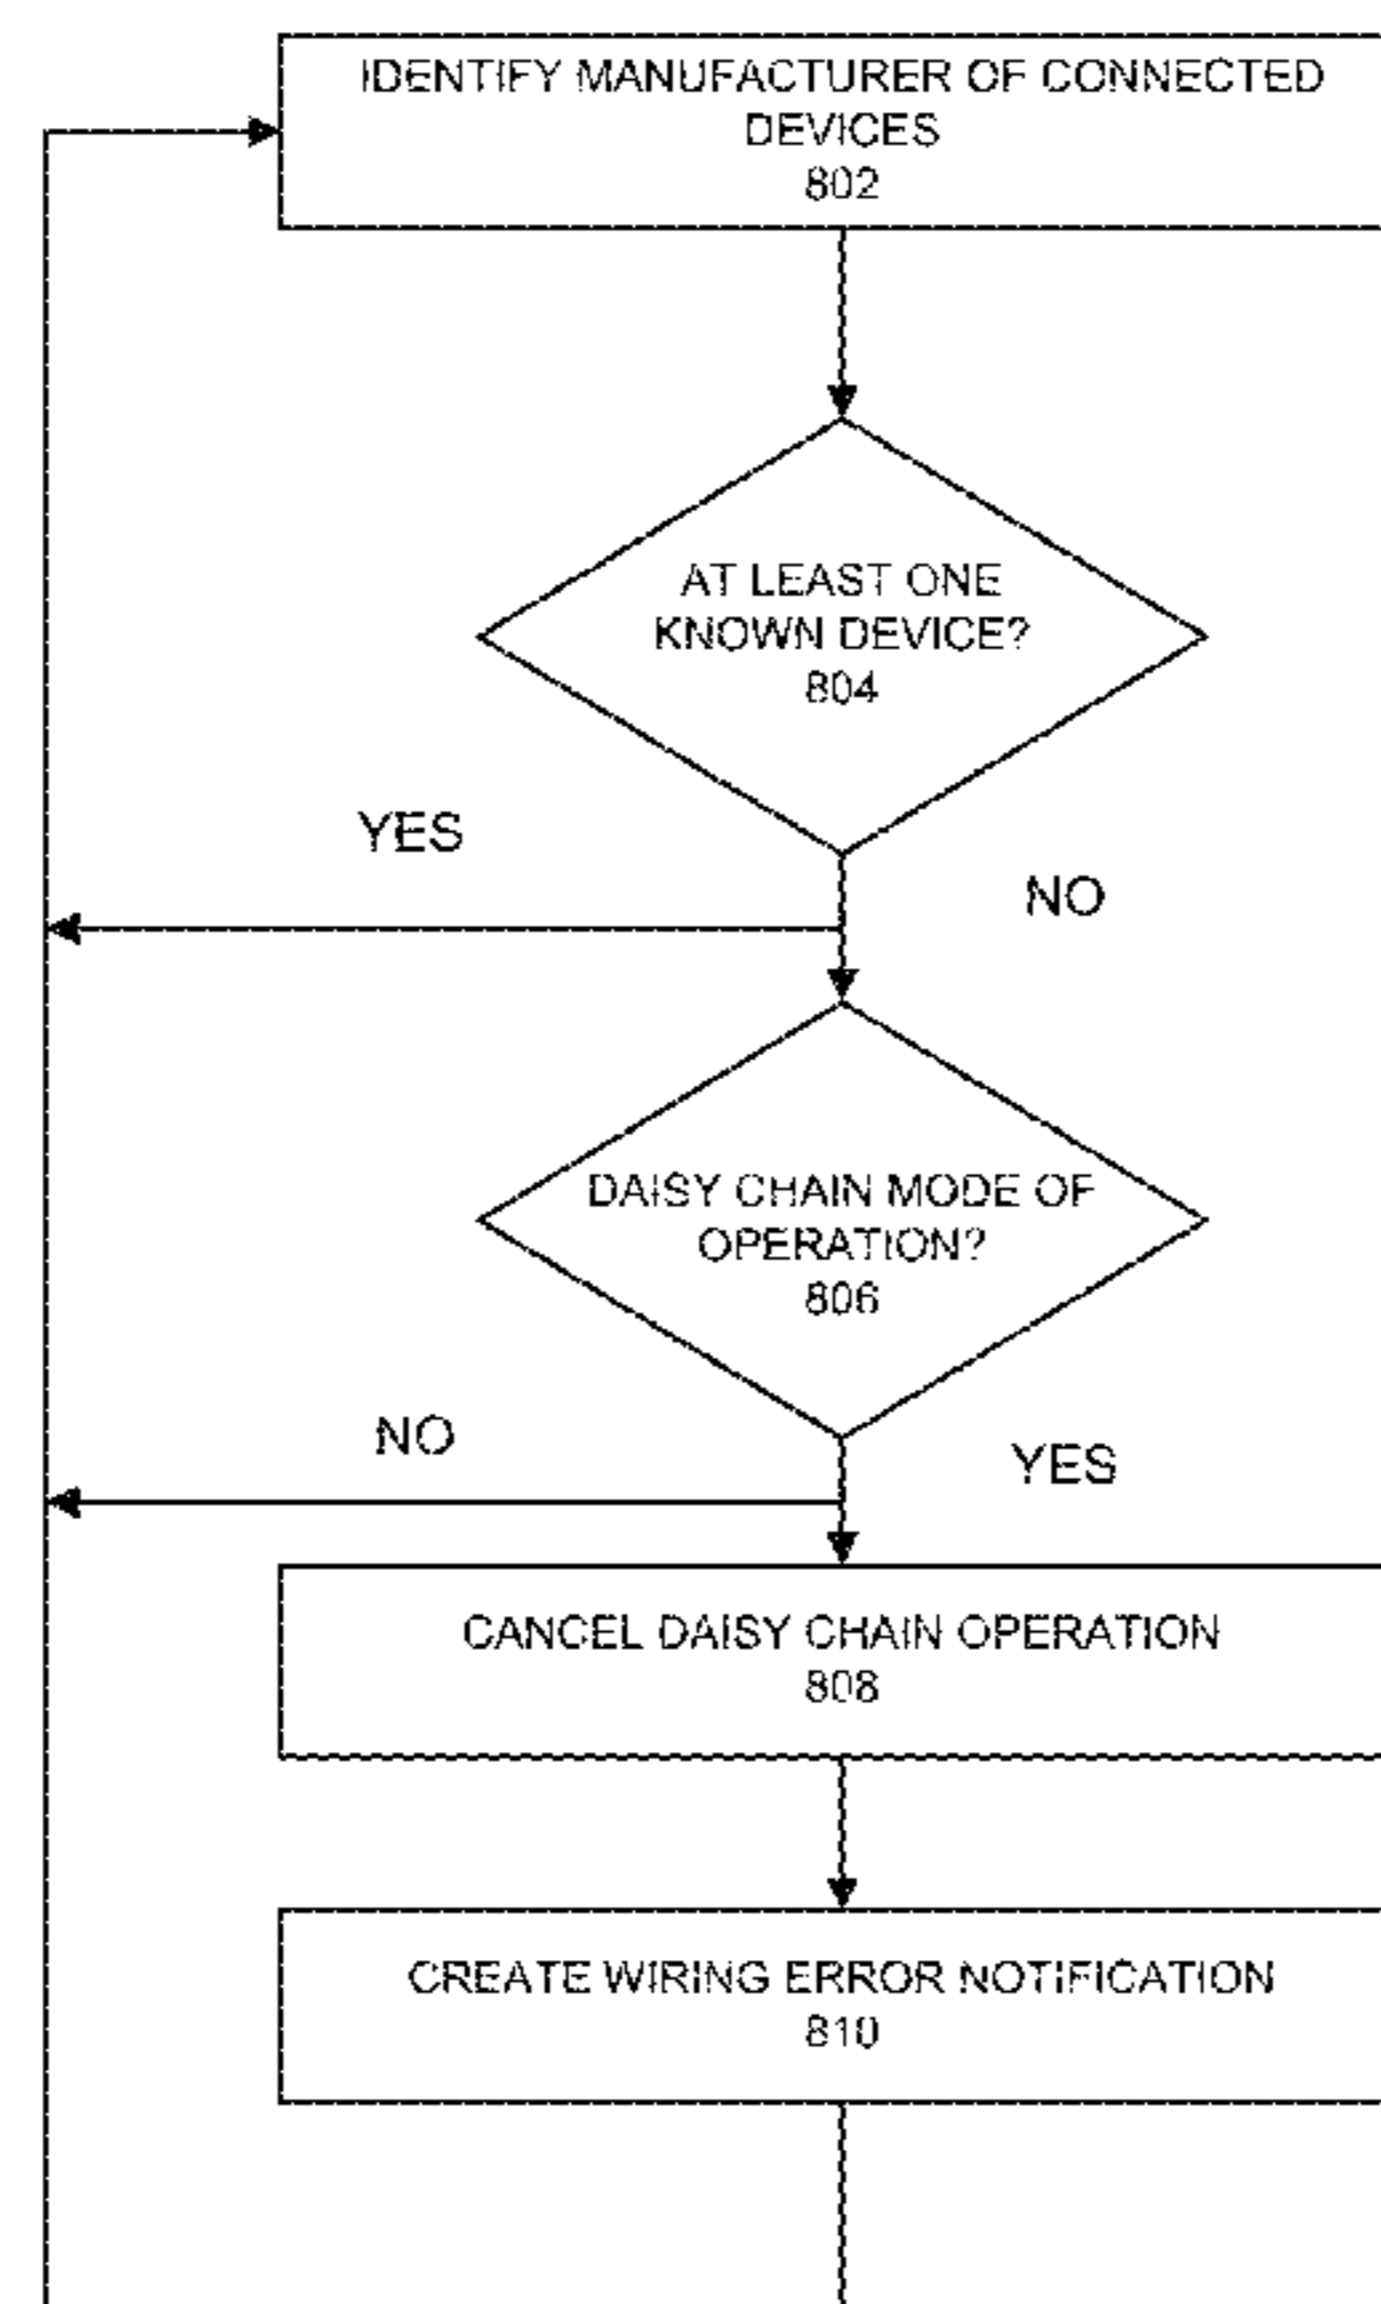 IDENTIFY MANUFACTURER OF CONNECTED
DEVICES
802
AT LEAST ONE
KNOWN DEVICE?
804
YES
NO
DAISY CHAIN MODE OF
OPERATION?
806
NO
YES
CANCEL DAISY CHAIN OPERATION
808
CREATE WIRING ERROR NOTIFICATION
810